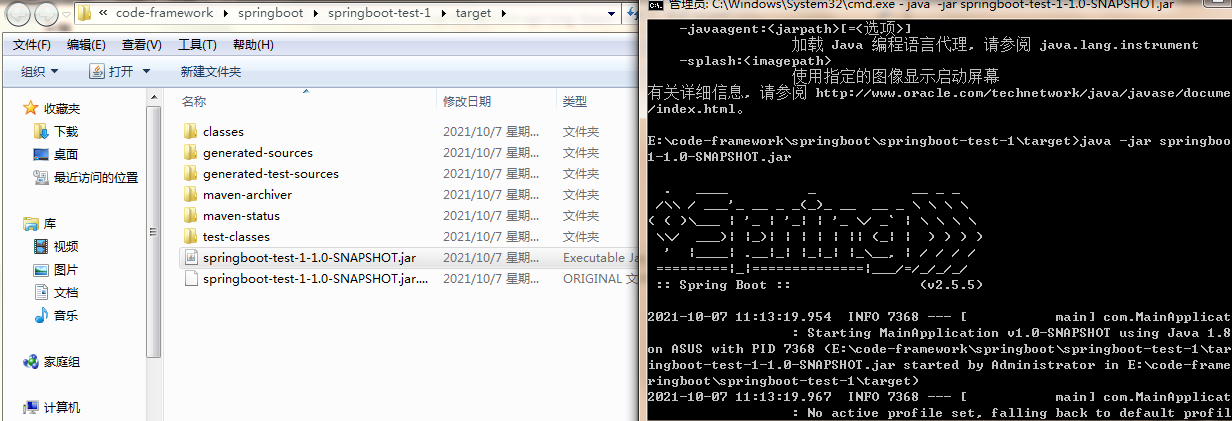 « code-framework ▸ springboot ▸ springboot-test-1 ▸ target ▸
文件(F) 编辑(E) 查看(V) 工具(T) 帮助(H)
组织 打开 新建文件夹
收藏夹
下载
桌面
最近访问的位置
库
视频
图片
文档
音乐
家庭组
计算机
名称 修改日期 类型
classes 2021/10/7 星期... 文件夹
generated-sources 2021/10/7 星期... 文件夹
generated-test-sources 2021/10/7 星期... 文件夹
maven-archiver 2021/10/7 星期... 文件夹
maven-status 2021/10/7 星期... 文件夹
test-classes 2021/10/7 星期... 文件夹
springboot-test-1-1.0-SNAPSHOT.jar 2021/10/7 星期... Executable Ja
springboot-test-1-1.0-SNAPSHOT.jar.... 2021/10/7 星期... ORIGINAL 文
管理员: C:\Windows\System32\cmd.exe - java -jar springboot-test-1-1.0-SNAPSHOT.jar
-javaagent:<jarpath>[=<选项>]
加载 Java 编程语言代理, 请参阅 java.lang.instrument
-splash:<imagepath>
使用指定的图像显示启动屏幕
有关详细信息, 请参阅 http://www.oracle.com/technetwork/java/javase/docume
/index.html。
E:\code-framework\springboot\springboot-test-1\target>java -jar springboo
1-1.0-SNAPSHOT.jar
Spring
:: Spring Boot :: (v2.5.5)
2021-10-07 11:13:19.954 INFO 7368 --- [ main] com.MainApplicat
: Starting MainApplication v1.0-SNAPSHOT using Java 1.8
on ASUS with PID 7368 (E:\code-framework\springboot\springboot-test-1\tar
ingboot-test-1-1.0-SNAPSHOT.jar started by Administrator in E:\code-frame
ringboot\springboot-test-1\target)
2021-10-07 11:13:19.967 INFO 7368 --- [ main] com.MainApplicat
: No active profile set, falling back to default profil